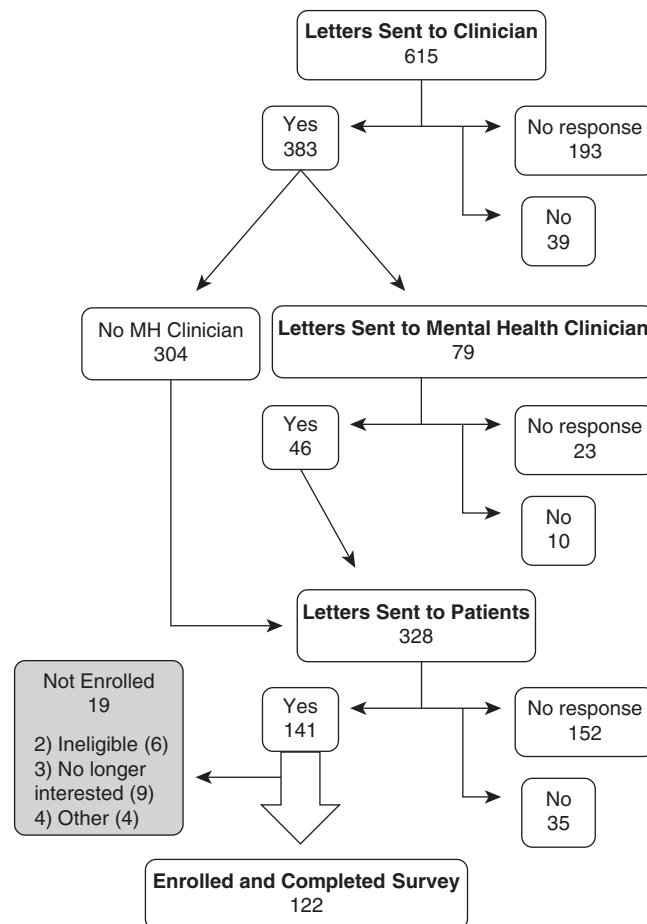 Letters Sent to Clinician
615
Yes
383
No response
193
No
39
No MH Clinician
304
Letters Sent to Mental Health Clinician
79
Yes
46
No response
23
No
10
Letters Sent to Patients
328
Not Enrolled
19
2) Ineligible (6)
3) No longer
interested (9)
4) Other (4)
Yes
141
No response
152
No
35
Enrolled and Completed Survey
122